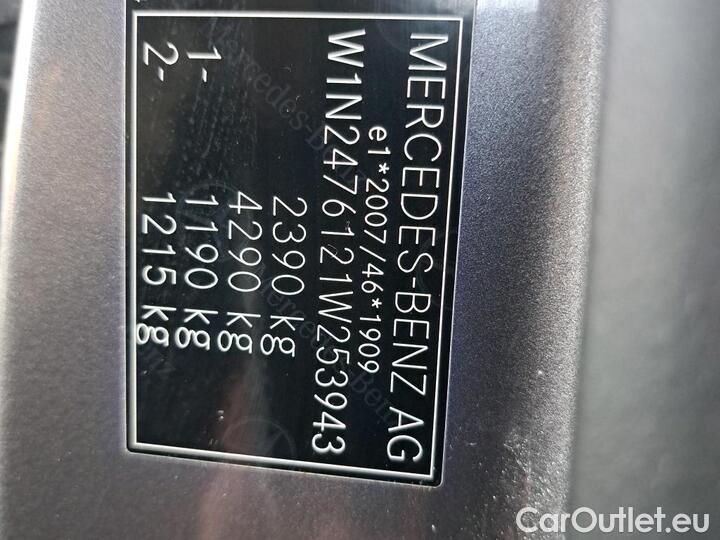 MERCEDES-BENZ AG
e1*2007/46*1909
W1N2476121W253943
2390 kg
4290 kg
1- 1190 kg
2- 1215 kg
CarOutlet.eu